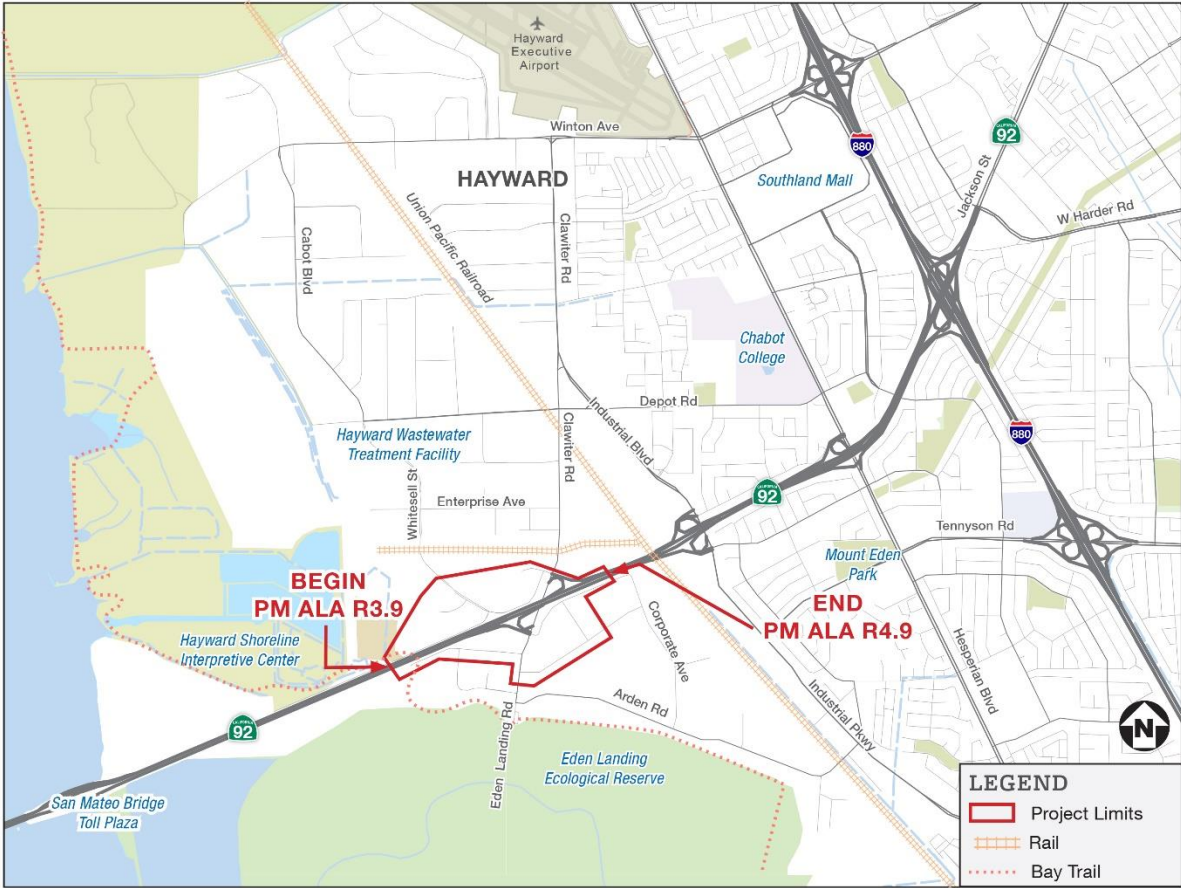 Hayward
Executive
Airport
Winton Ave
HAYWARD
Southland Mall
CALIFORNIA
92
880
Jackson St
W Harder Rd
Cabot Blvd
Union Pacific Railroad
Clawiter Rd
Chabot
College
Depot Rd
Industrial Blvd
Hayward Wastewater
Treatment Facility
Clawiter Rd
Whitesell St
Enterprise Ave
CALIFORNIA
92
880
Tennyson Rd
Mount Eden
Park
BEGIN
PM ALA R3.9
END
PM ALA R4.9
Hayward Shoreline
Interpretive Center
Corporate Ave
Hesperian Blvd
Industrial Pkwy
Arden Rd
Eden Landing Rd
CALIFORNIA
92
Eden Landing
Ecological Reserve
San Mateo Bridge
Toll Plaza
N
LEGEND
Project Limits
Rail
Bay Trail